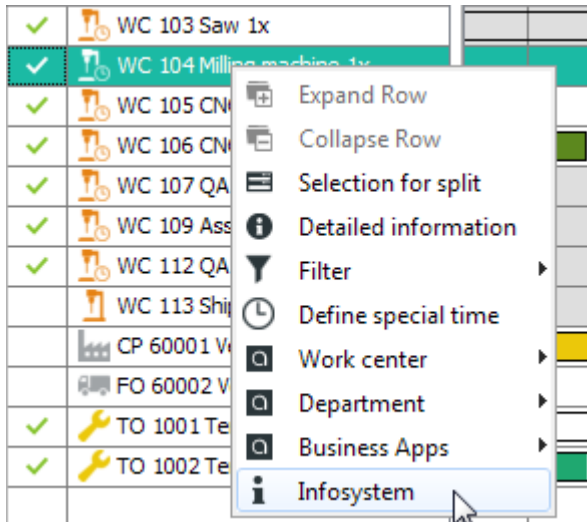 WC 103 Saw 1x
WC 104 Milling machine 1x
WC 105 CN
WC 106 CN
WC 107 QA
WC 109 Ass
WC 112 QA
WC 113 Shi
CP 60001 V
FO 60002 V
TO 1001 Te
TO 1002 Te
Expand Row
Collapse Row
Selection for split
Detailed information
Filter
Define special time
Work center
Department
Business Apps
Infosystem